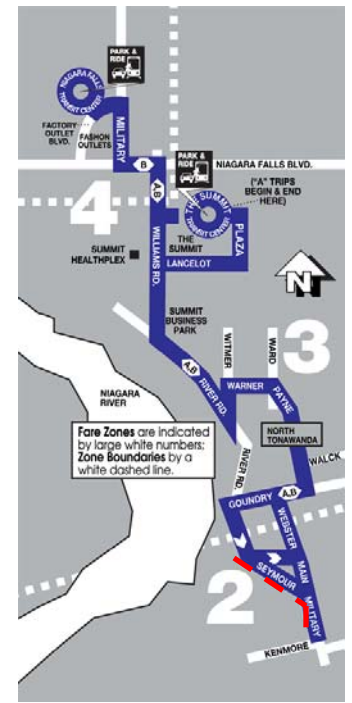 PARK &
RIDE
NIAGARA FALLS
TRANSIT CENTER
FACTORY
OUTLET
BLVD.
FASHON
OUTLETS
MILITARY
B
NIAGARA FALLS BLVD.
PARK &
RIDE
A,B
("A" TRIPS
BEGIN & END
HERE)
THE SUMMIT
TRANSIT CENTER
4
PLAZA
SUMMIT
HEALTHPLEX
THE
SUMMIT
WILLIAMS RD.
LANCELOT
N
SUMMIT
BUSINESS
PARK
WITMER
WARD
3
A,B
RIVER RD.
WARNER
PAYNE
NIAGARA
RIVER
Fare Zones are indicated
by large white numbers;
Zone Boundaries by a
white dashed line.
NORTH
TONAWANDA
RIVER RD.
WALCK
GOUNDRY
A,B
WEBSTER
2
SEYMOUR
MAIN
MILITARY
KENMORE